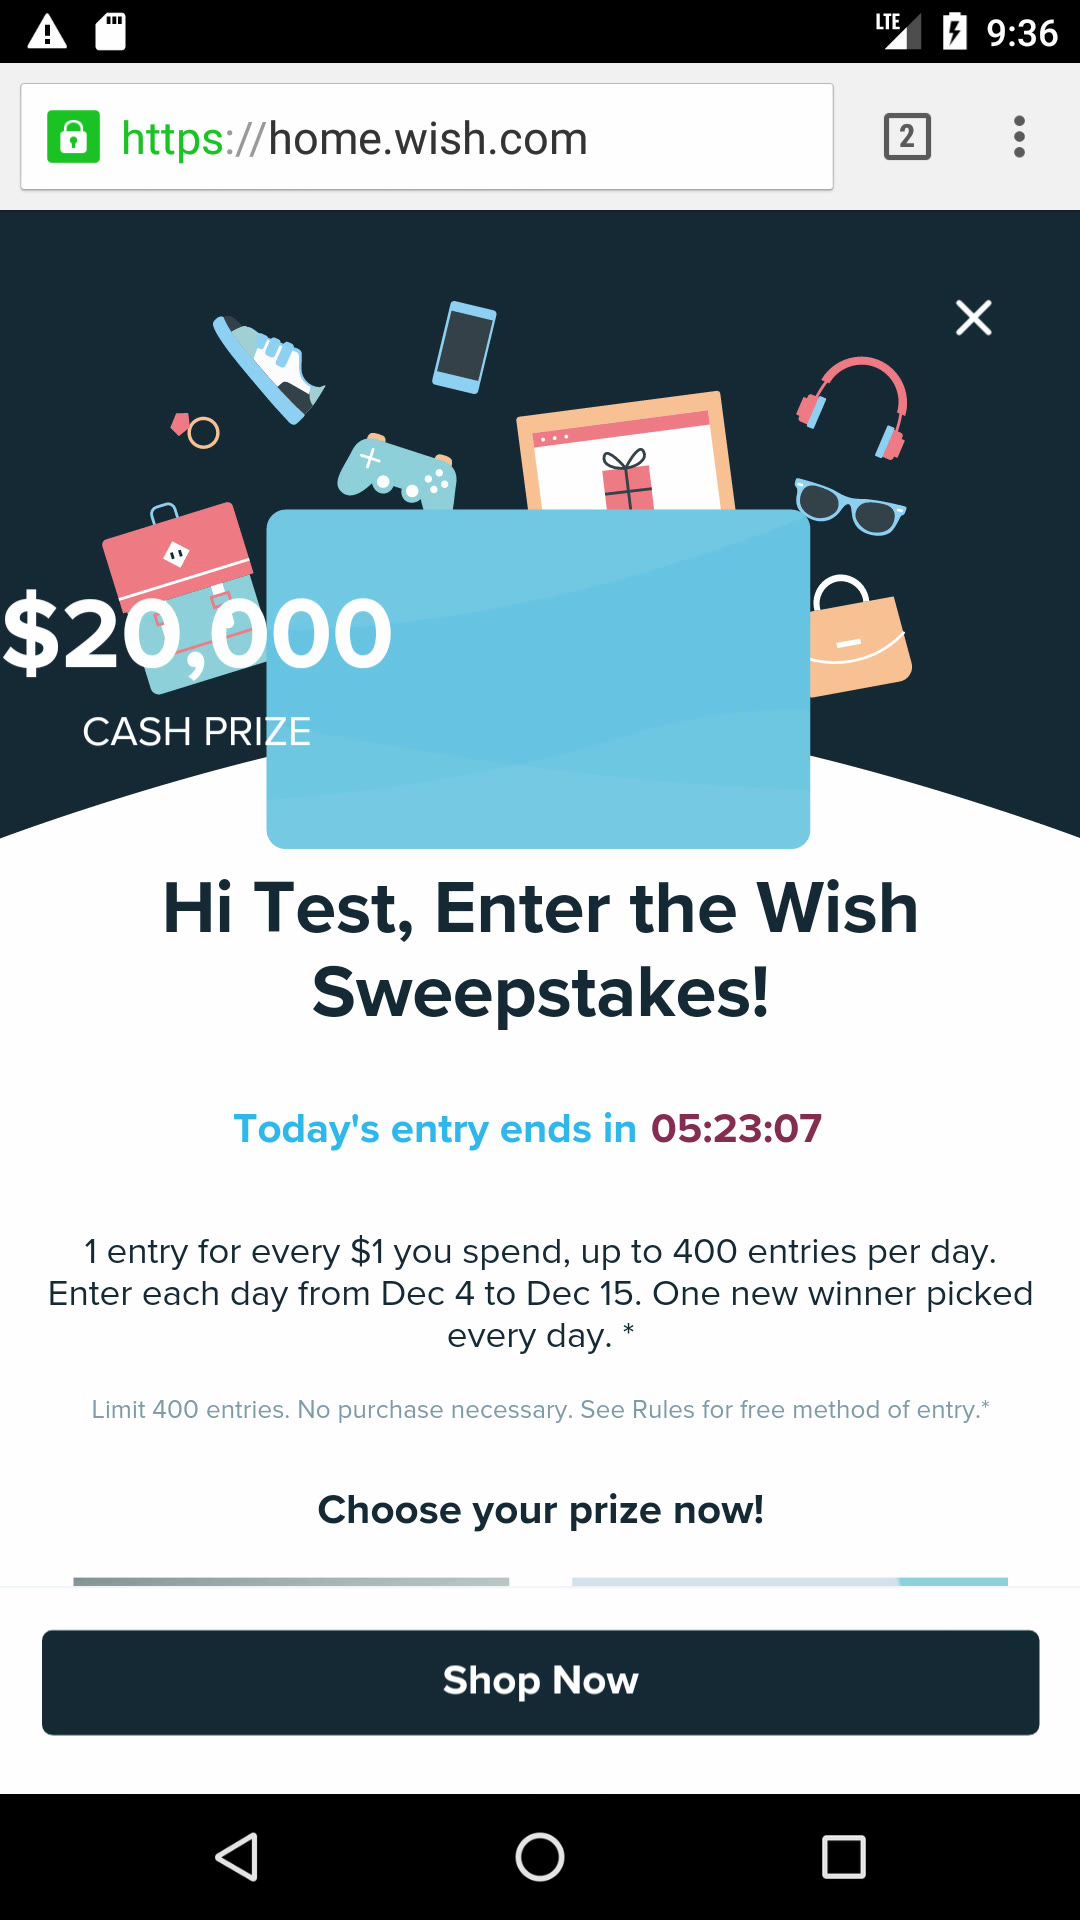 LTE 9:36
https://home.wish.com 2
$20,000
CASH PRIZE
Hi Test, Enter the Wish
Sweepstakes!
Today's entry ends in 05:23:07
1 entry for every $1 you spend, up to 400 entries per day.
Enter each day from Dec 4 to Dec 15. One new winner picked
every day. *
Limit 400 entries. No purchase necessary. See Rules for free method of entry.*
Choose your prize now!
Shop Now